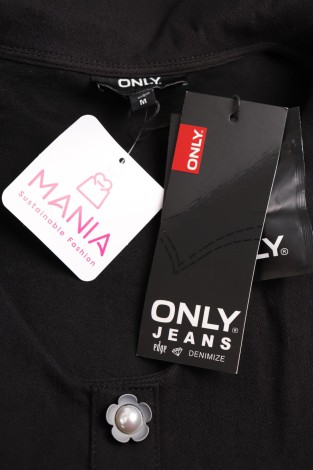 ONLY
M
ONLY
MANIA
Sustainable Fashion
ONLY®
JEANS
edge DENIMIZE
LY®